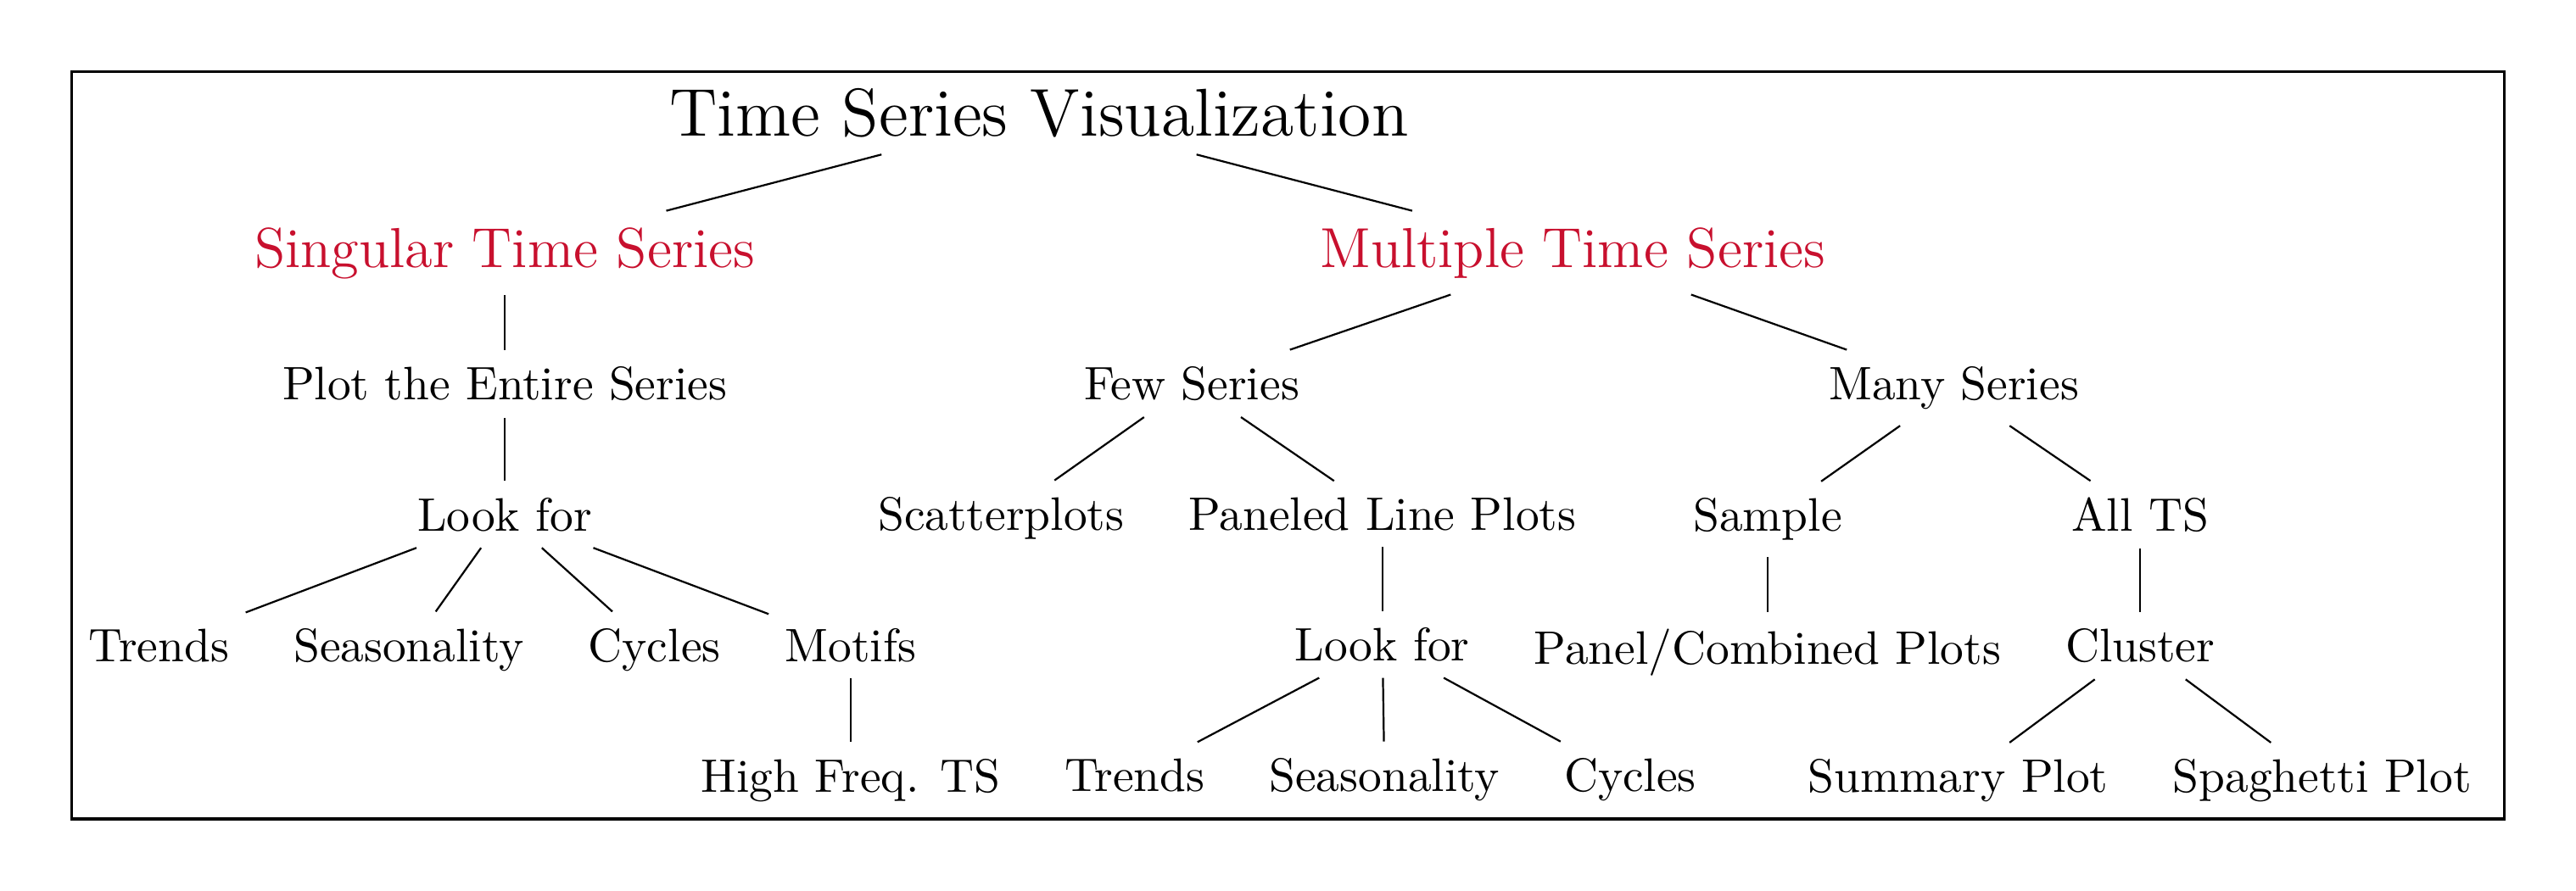 Time Series Visualization
Singular Time Series
Multiple Time Series
Plot the Entire Series
Few Series
Many Series
Look for
Scatterplots
Paneled Line Plots
Sample
All TS
Trends
Seasonality
Cycles
Motifs
Look for
Panel/Combined Plots
Cluster
High Freq. TS
Trends
Seasonality
Cycles
Summary Plot
Spaghetti Plot